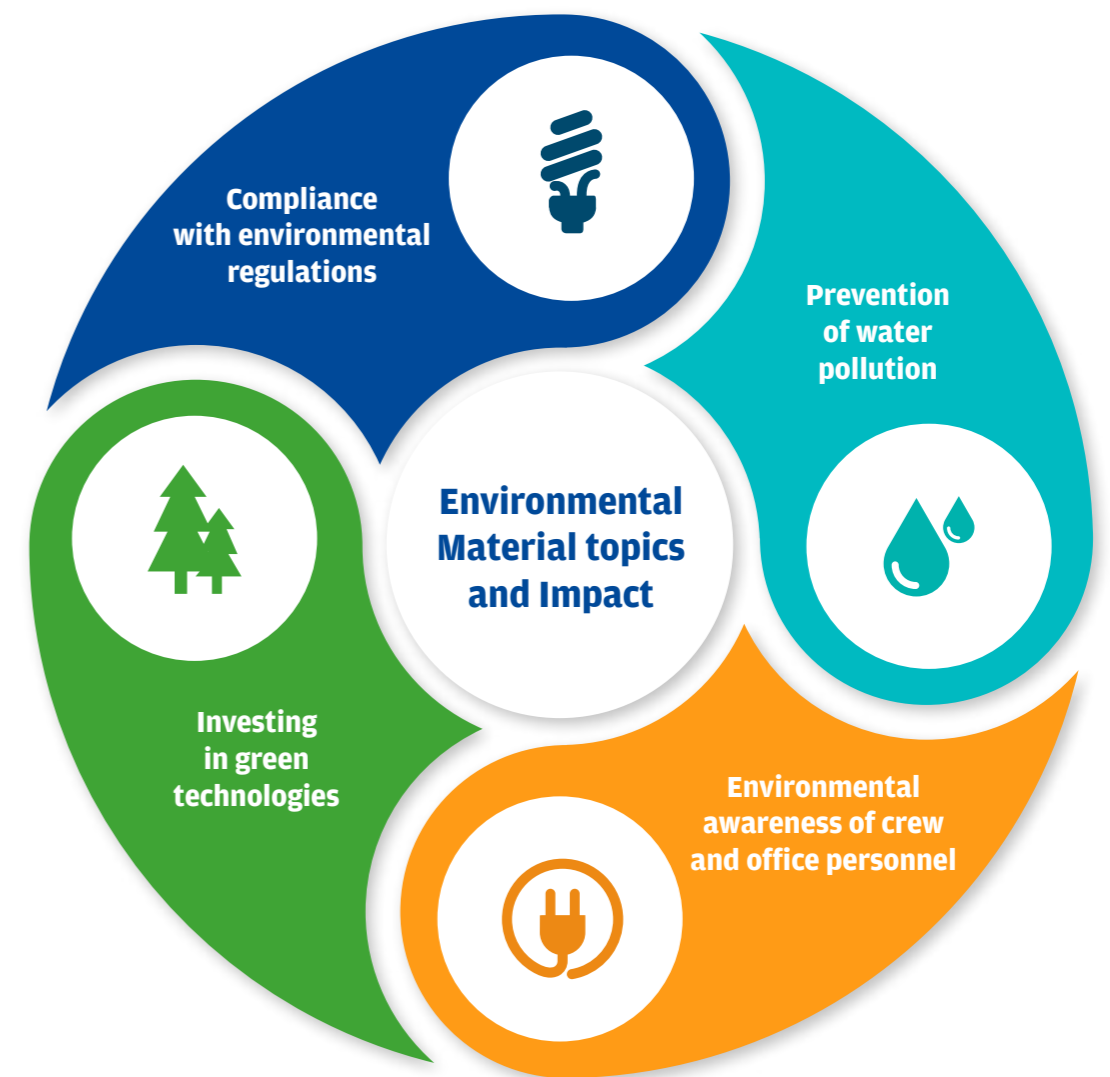 Compliance
with environmental
regulations
Prevention
of water
pollution
Environmental
Material topics
and Impact
Investing
in green
technologies
Environmental
awareness of crew
and office personnel